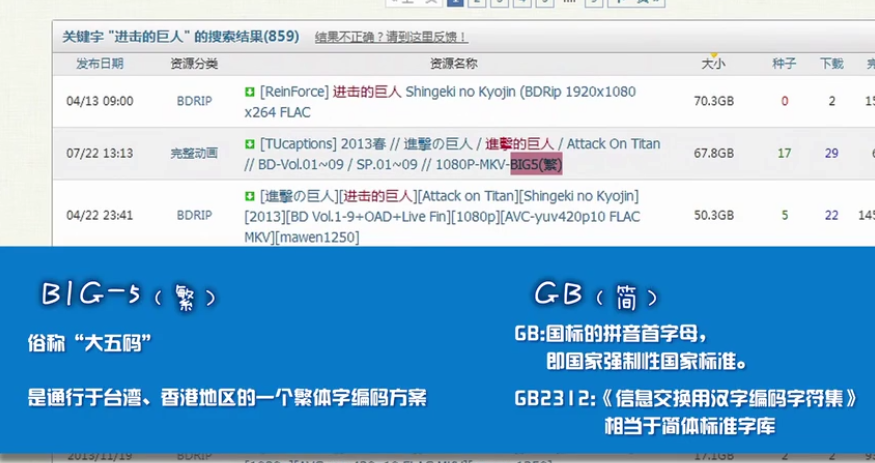 关键字 "进击的巨人" 的搜索结果(859) 结果不正确？请到这里反馈！
发布日期 资源分类 资源名称 大小 种子 下载
04/13 09:00 BDRIP [ReinForce] 进击的巨人 Shingeki no Kyojin (BDRip 1920x1080
x264 FLAC 70.3GB 0 2
07/22 13:13 完整动画 [TUcaptions] 2013春 // 進撃の巨人 / 進擊的巨人 / Attack On Titan
// BD-Vol.01~09 / SP.01~09 // 1080P-MKV-BIG5(繁) 67.8GB 17 29
04/22 23:41 BDRIP [進撃の巨人][进击的巨人][Attack on Titan][Shingeki no Kyojin]
[2013][BD Vol.1-9+OAD+Live Fin][1080p][AVC-yuv420p10 FLAC
MKV][mawen1250] 50.3GB 5 22
BIG-5(繁)
俗称“大五码”
是通行于台湾、香港地区的一个繁体字编码方案
GB(简)
GB:国标的拼音首字母，
即国家强制性国家标准。
GB2312:《信息交换用汉字编码字符集》
相当于简体标准字库
2013/11/19 BDRIP 17.1GB 2 2